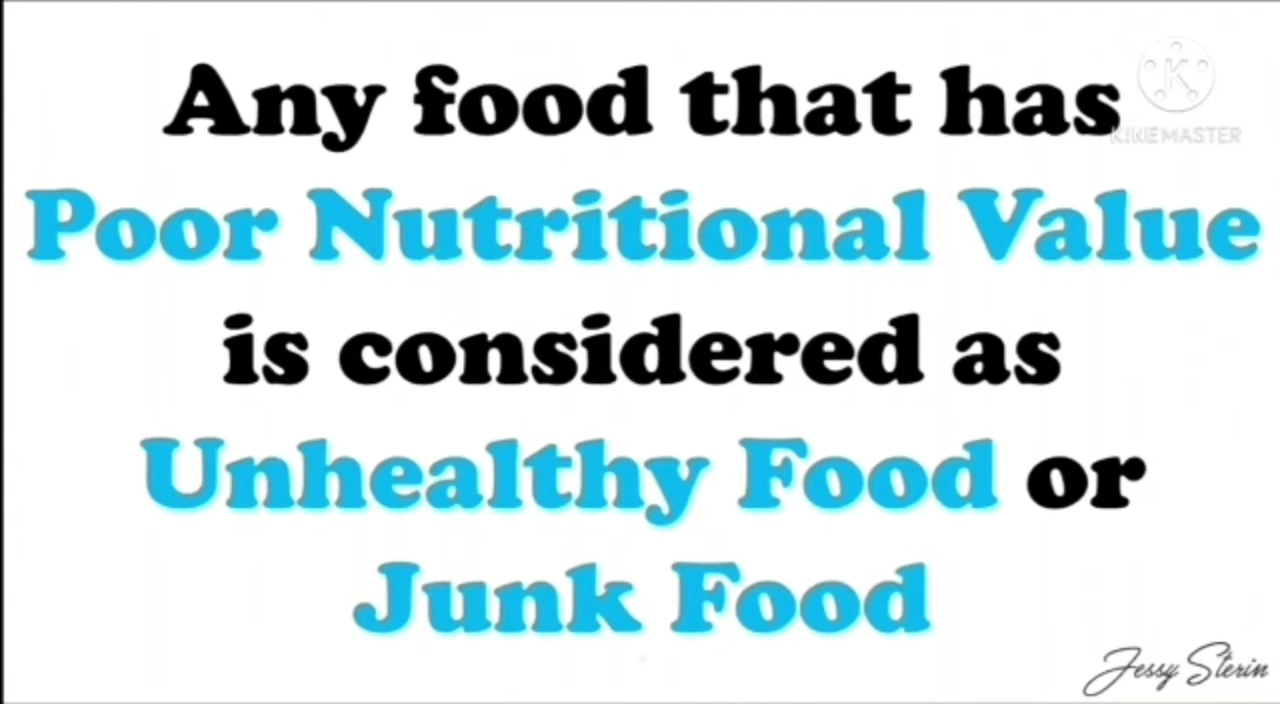 Any food that has
KINEMASTER
Poor Nutritional Value
is considered as
Unhealthy Food or
Junk Food
Jessy Sterin